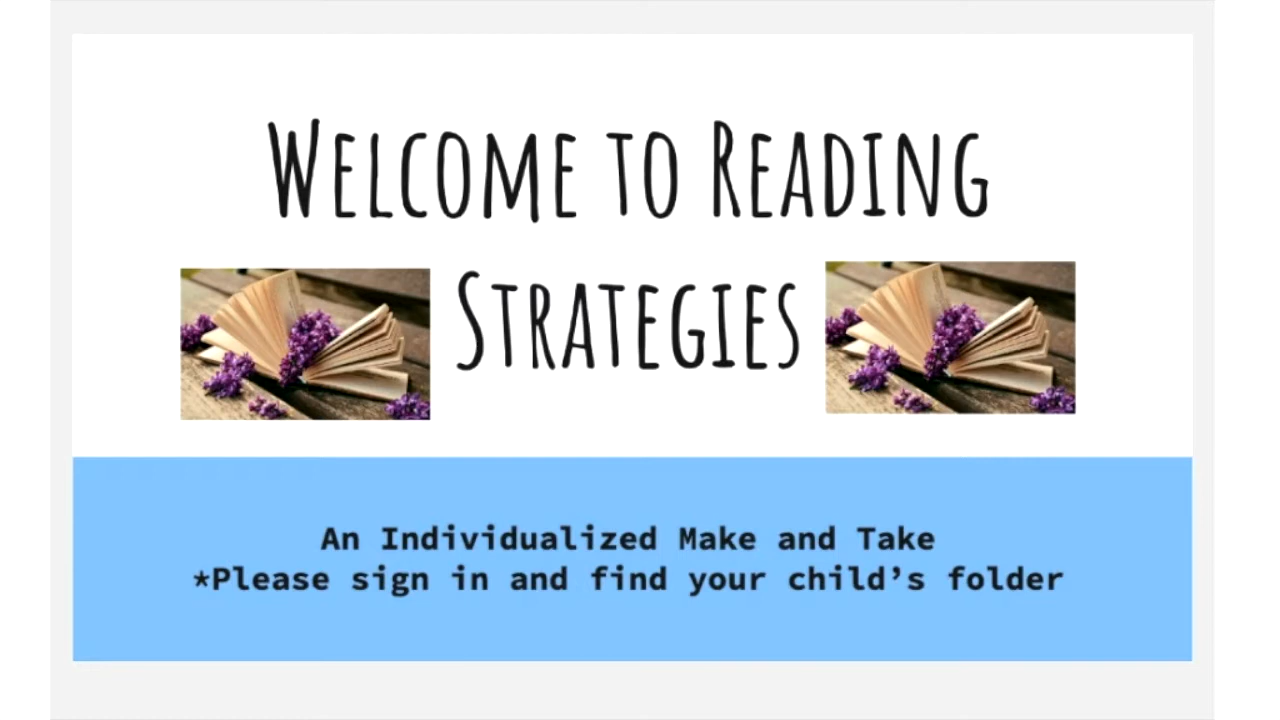 Welcome to Reading
Strategies
An Individualized Make and Take
*Please sign in and find your child’s folder